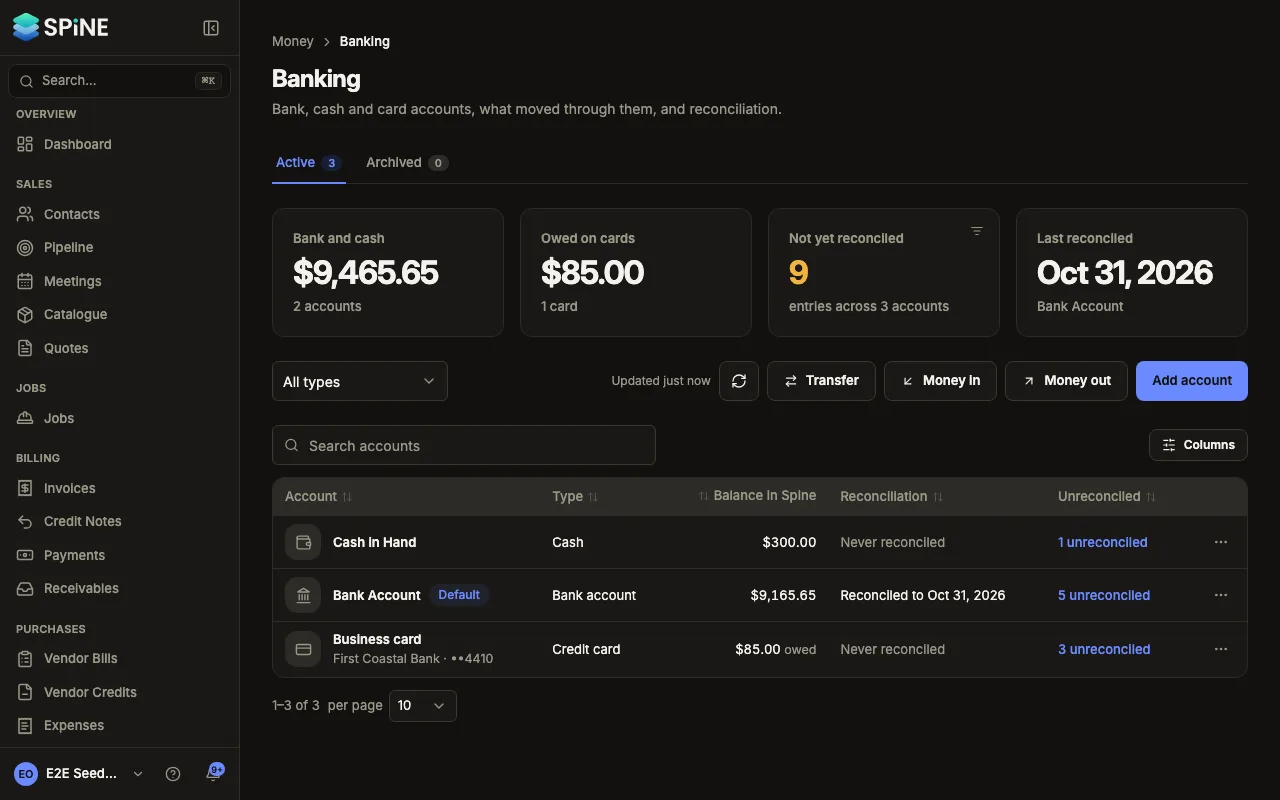 SPiNE
Search... ⌘K
OVERVIEW
Dashboard
SALES
Contacts
Pipeline
Meetings
Catalogue
Quotes
JOBS
Jobs
BILLING
Invoices
Credit Notes
Payments
Receivables
PURCHASES
Vendor Bills
Vendor Credits
Expenses
EO E2E Seed... 9+
Money > Banking
Banking
Bank, cash and card accounts, what moved through them, and reconciliation.
Active 3 Archived 0
Bank and cash
$9,465.65
2 accounts
Owed on cards
$85.00
1 card
Not yet reconciled
9
entries across 3 accounts
Last reconciled
Oct 31, 2026
Bank Account
All types Updated just now Transfer Money in Money out Add account
Search accounts Columns
Account Type Balance in Spine Reconciliation Unreconciled
Cash in Hand Cash $300.00 Never reconciled 1 unreconciled
Bank Account Default Bank account $9,165.65 Reconciled to Oct 31, 2026 5 unreconciled
Business card
First Coastal Bank · ••4410 Credit card $85.00 owed Never reconciled 3 unreconciled
1–3 of 3 per page 10